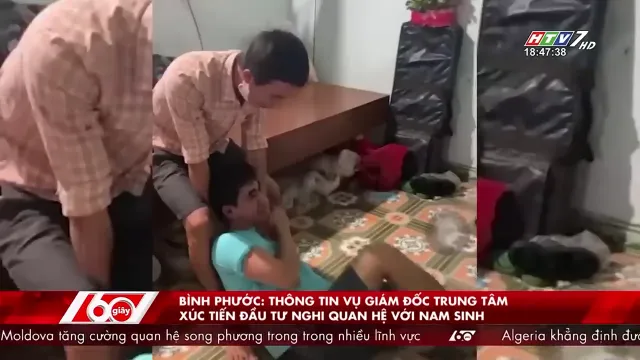 HTV7 HD
18:47:38
60 giây
BÌNH PHƯỚC: THÔNG TIN VỤ GIÁM ĐỐC TRUNG TÂM
XÚC TIẾN ĐẦU TƯ NGHI QUAN HỆ VỚI NAM SINH
Moldova tăng cường quan hệ song phương trong trong nhiều lĩnh vực 60 Algeria khẳng định đưa